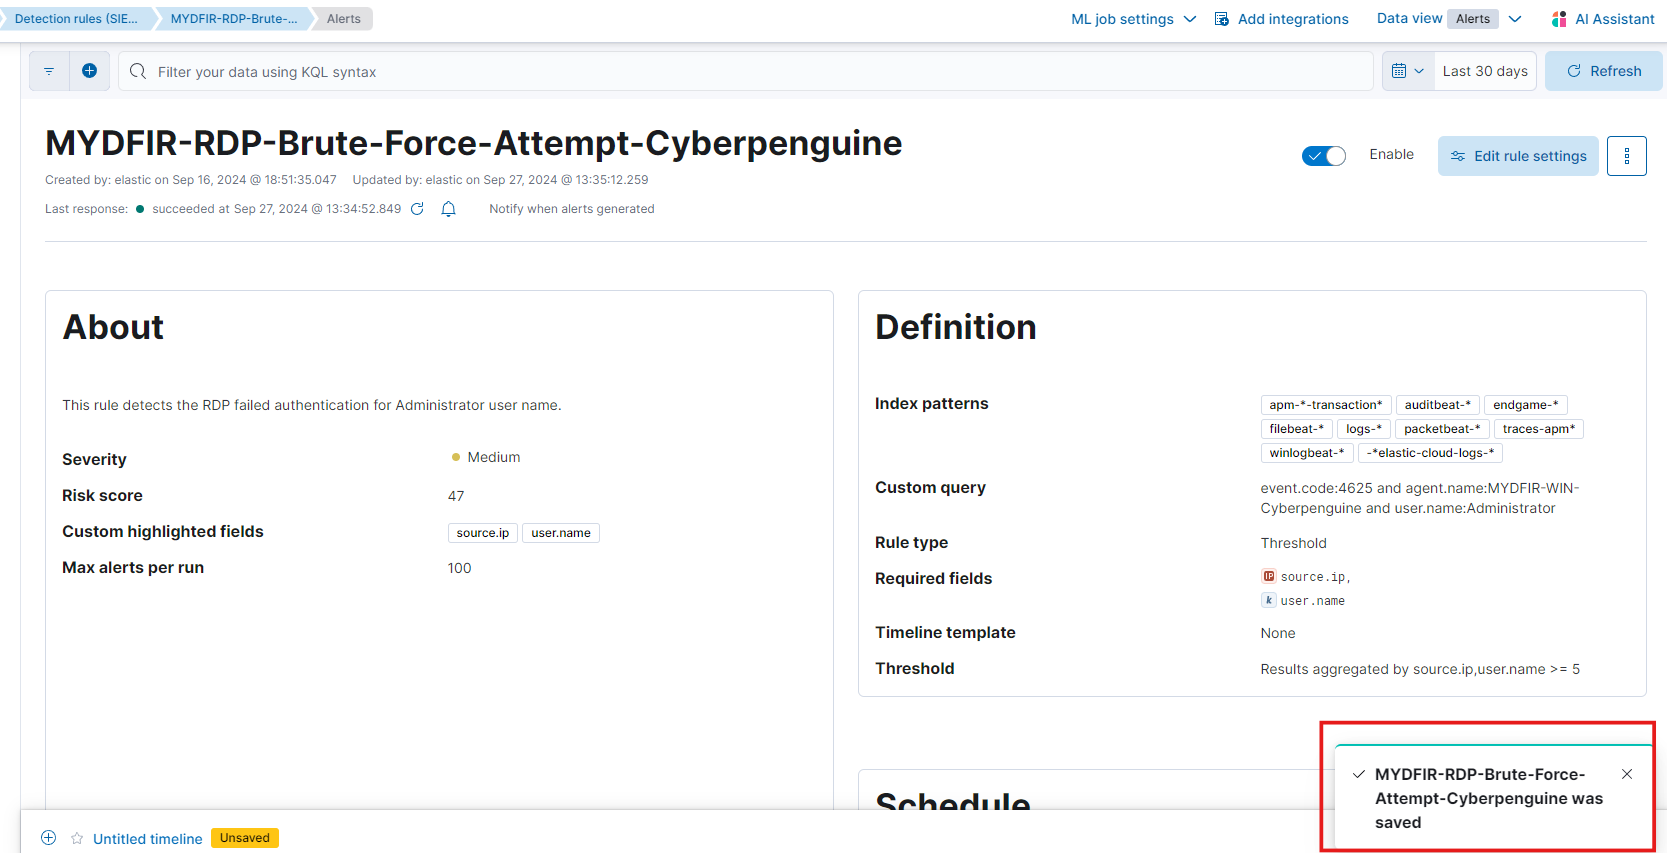 Detection rules (SIE...
MYDFIR-RDP-Brute-...
Alerts
ML job settings
Add integrations
Data view Alerts
AI Assistant
Filter your data using KQL syntax
Last 30 days
Refresh
MYDFIR-RDP-Brute-Force-Attempt-Cyberpenguine
Created by: elastic on Sep 16, 2024 @ 18:51:35.047 Updated by: elastic on Sep 27, 2024 @ 13:35:12.259
Last response: succeeded at Sep 27, 2024 @ 13:34:52.849 Notify when alerts generated
Enable
Edit rule settings
About
This rule detects the RDP failed authentication for Administrator user name.
Severity Medium
Risk score 47
Custom highlighted fields source.ip user.name
Max alerts per run 100
Definition
Index patterns apm-*-transaction* auditbeat-* endgame-*
filebeat-* logs-* packetbeat-* traces-apm*
winlogbeat-* -*elastic-cloud-logs-*
Custom query event.code:4625 and agent.name:MYDFIR-WIN-
Cyberpenguine and user.name:Administrator
Rule type Threshold
Required fields IP source.ip,
k user.name
Timeline template None
Threshold Results aggregated by source.ip,user.name >= 5
Schedule
MYDFIR-RDP-Brute-Force-
Attempt-Cyberpenguine was
saved
Untitled timeline Unsaved